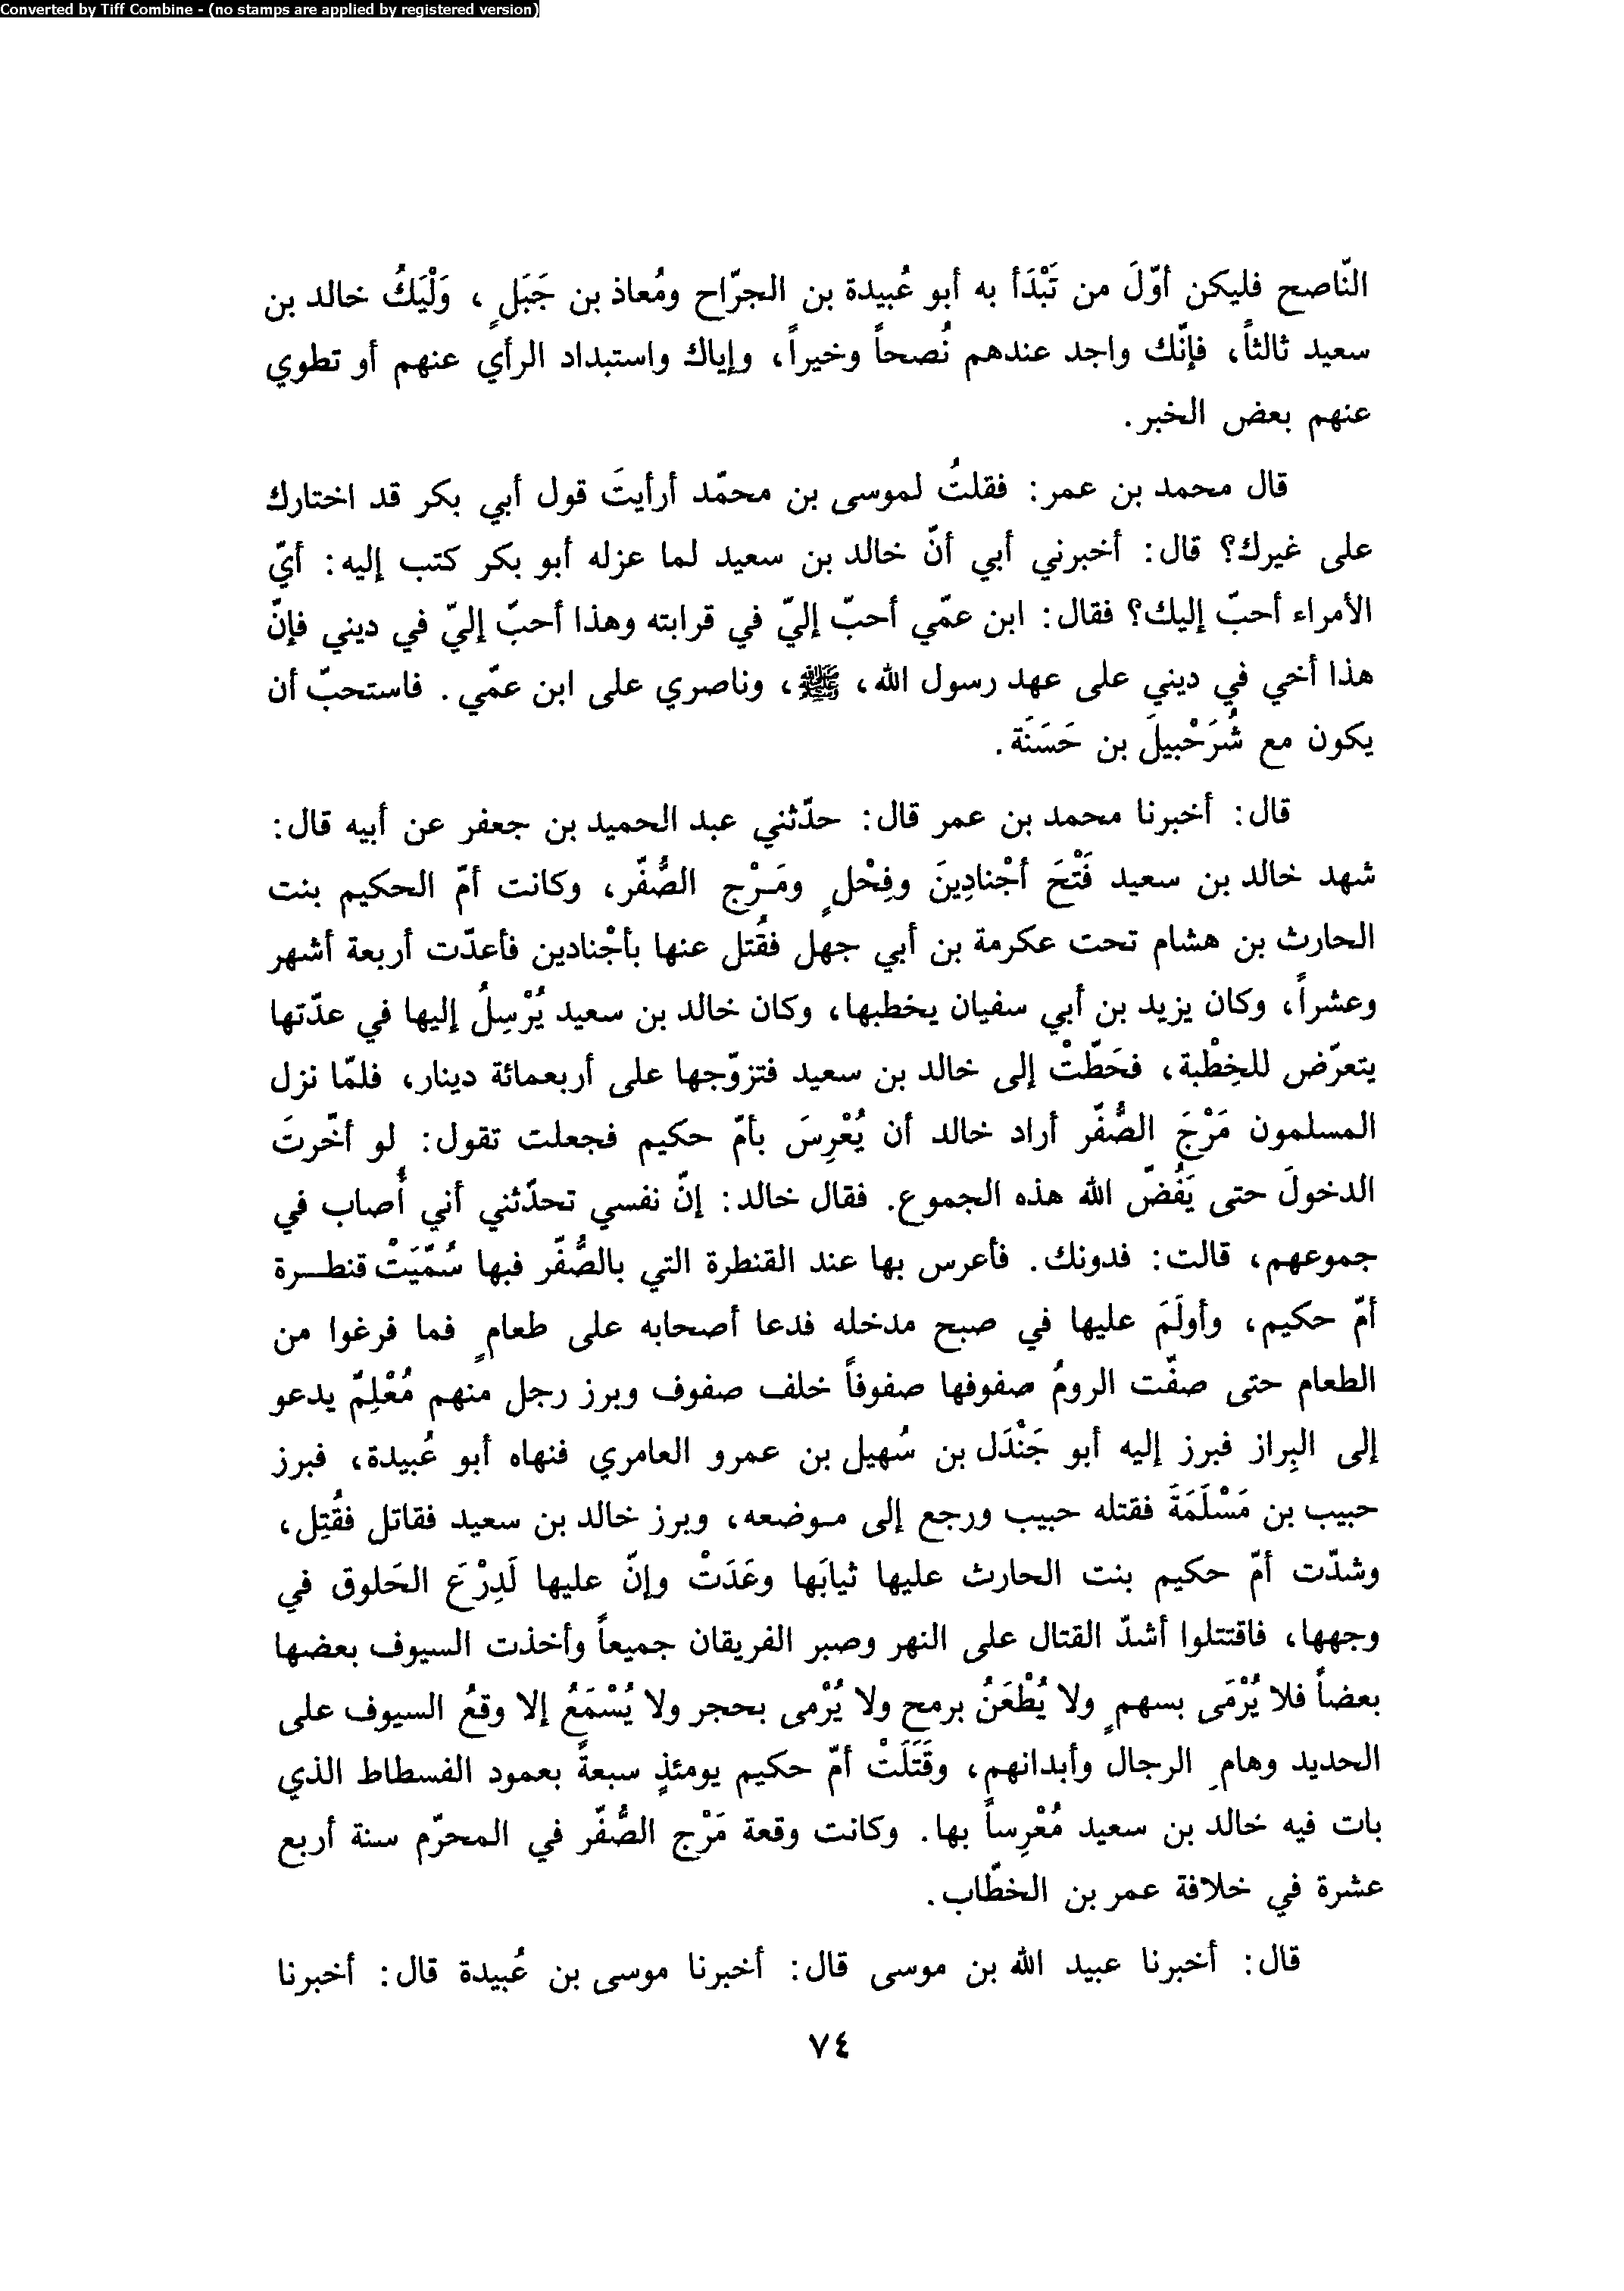 Converted by Tiff Combine - (no stamps are applied by registered version)
النّاصح فليكن أوّلَ من تَبْدَأ به أبو عُبيدة بن الجرّاح ومُعاذ بن جَبَلٍ، وَلْيَكُ خالد بن
سعيد ثالثاً، فإنّك واجد عندهم نُصحاً وخيراً، وإياك واستبداد الرأي عنهم أو تطوي
عنهم بعض الخبر.
قال محمد بن عمر: فقلتُ لموسى بن محمّد أرأيتَ قول أبي بكر قد اختارك
على غيرك؟ قال: أخبرني أبي أنّ خالد بن سعيد لما عزله أبو بكر كتب إليه: أيّ
الأمراء أحبّ إليك؟ فقال: ابن عمّي أحبّ إليّ في قرابته وهذا أحبّ إليّ في ديني فإنّ
هذا أخي في ديني على عهد رسول الله، ﷺ، وناصري على ابن عمّي. فاستحبّ أن
يكون مع شُرَحْبيلَ بن حَسَنَة.
قال: أخبرنا محمد بن عمر قال: حدّثني عبد الحميد بن جعفر عن أبيه قال:
شهد خالد بن سعيد فَتْحَ أجْنادِينَ وفِحْلٍ ومَرْج الصُّفّر، وكانت أمّ الحكيم بنت
الحارث بن هشام تحت عكرمة بن أبي جهل فقُتل عنها بأجْنادين فأعدّت أربعة أشهر
وعشراً، وكان يزيد بن أبي سفيان يخطبها، وكان خالد بن سعيد يُرْسِلُ إليها في عدّتها
يتعرّض للخِطْبة، فحَطّتْ إلى خالد بن سعيد فتزوّجها على أربعمائة دينار، فلمّا نزل
المسلمون مَرْجَ الصُّفّر أراد خالد أن يُعْرِسَ بأمّ حكيم فجعلت تقول: لو أخّرتَ
الدخولَ حتى يَفُضّ الله هذه الجموع. فقال خالد: إنّ نفسي تحدّثني أني أُصاب في
جموعهم، قالت: فدونك. فأعرس بها عند القنطرة التي بالصُّفّر فبها سُمّيَتْ قنطرة
أمّ حكيم، وأولَمَ عليها في صبح مدخله فدعا أصحابه على طعامٍ فما فرغوا من
الطعام حتى صفّت الرومُ صفوفها صفوفاً خلف صفوف وبرز رجل منهم مُعْلِمٌ يدعو
إلى البِراز فبرز إليه أبو جَنْدَل بن سُهيل بن عمرو العامري فنهاه أبو عُبيدة، فبرز
حبيب بن مَسْلَمَةَ فقتله حبيب ورجع إلى موضعه، وبرز خالد بن سعيد فقاتل فقُتِل،
وشدّت أمّ حكيم بنت الحارث عليها ثيابَها وعَدَتْ وإنّ عليها لَدِرْعَ الحَلوق في
وجهها، فاقتتلوا أشدّ القتال على النهر وصبر الفريقان جميعاً وأخذت السيوف بعضها
بعضاً فلا يُرْمَى بسهمٍ ولا يُطْعَنُ برمح ولا يُرْمى بحجر ولا يُسْمَعُ إلا وقعُ السيوف على
الحديد وهامِ الرجال وأبدانهم، وقَتَلَتْ أمّ حكيم يومئذٍ سبعةً بعمود الفسطاط الذي
بات فيه خالد بن سعيد مُعْرِساً بها. وكانت وقعة مَرْج الصُّفّر في المحرّم سنة أربع
عشرة في خلافة عمر بن الخطّاب.
قال: أخبرنا عبيد الله بن موسى قال: أخبرنا موسى بن عُبيدة قال: أخبرنا
٧٤